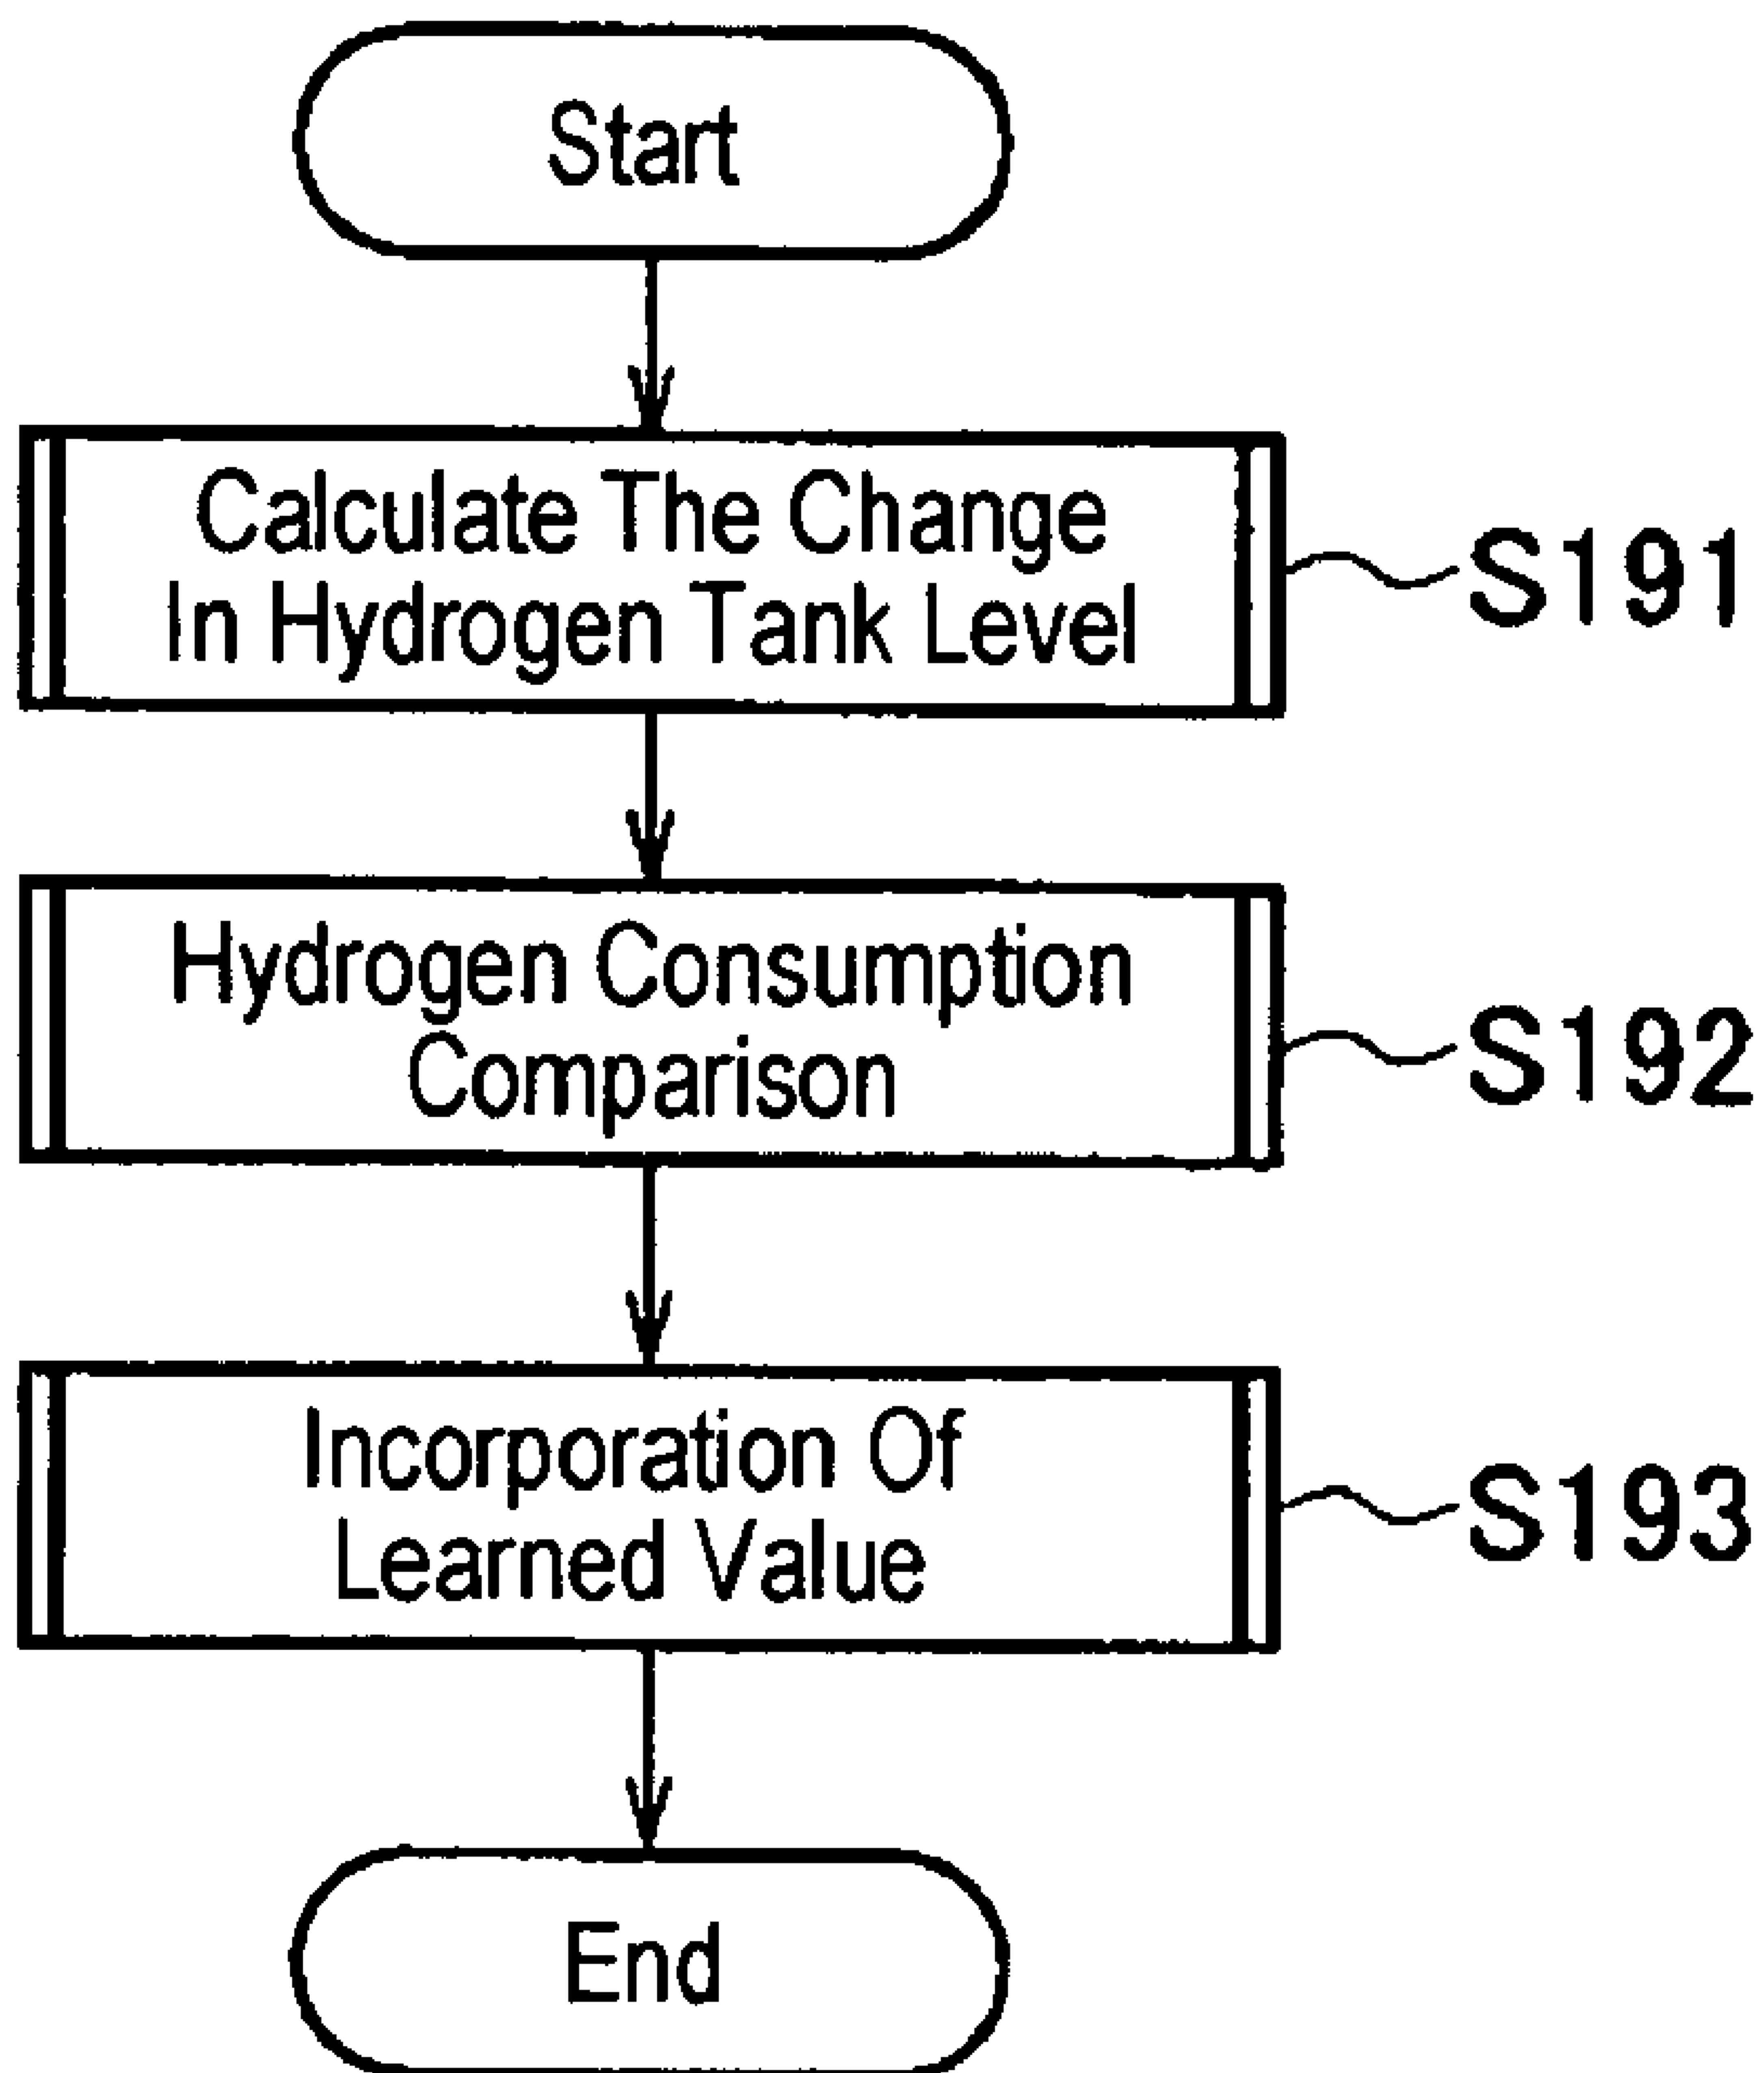 Start
Calculate The Change
In Hydrogen Tank Level
S191
Hydrogen Consumption
Comparison
S192
Incorporation Of
Learned Value
S193
End